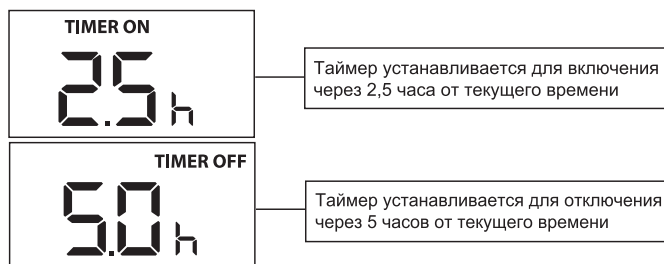 TIMER ON
2.5 h
Таймер устанавливается для включения
через 2,5 часа от текущего времени
TIMER OFF
5.0 h
Таймер устанавливается для отключения
через 5 часов от текущего времени